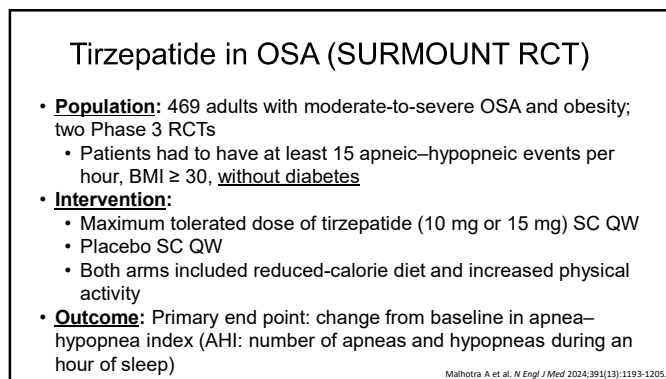 Tirzepatide in OSA (SURMOUNT RCT)
• Population: 469 adults with moderate-to-severe OSA and obesity;
two Phase 3 RCTs
• Patients had to have at least 15 apneic–hypopneic events per
hour, BMI ≥ 30, without diabetes
• Intervention:
• Maximum tolerated dose of tirzepatide (10 mg or 15 mg) SC QW
• Placebo SC QW
• Both arms included reduced-calorie diet and increased physical
activity
• Outcome: Primary end point: change from baseline in apnea–
hypopnea index (AHI: number of apneas and hypopneas during an
hour of sleep)
Malhotra A et al. N Engl J Med 2024;391(13):1193-1205.